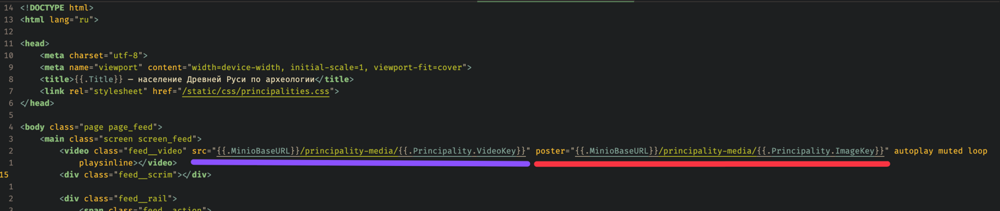 14 <!DOCTYPE html>
13 <html lang="ru">
12
11 <head>
10     <meta charset="utf-8">
9     <meta name="viewport" content="width=device-width, initial-scale=1, viewport-fit=cover">
8     <title>{{.Title}} — население Древней Руси по археологии</title>
7     <link rel="stylesheet" href="/static/css/principalities.css">
6 </head>
5
4 <body class="page page_feed">
3     <main class="screen screen_feed">
2         <video class="feed__video" src="{{.MinioBaseURL}}/principality-media/{{.Principality.VideoKey}}" poster="{{.MinioBaseURL}}/principality-media/{{.Principality.ImageKey}}" autoplay muted loop
1             playsinline></video>
15         <div class="feed__scrim"></div>
1
2         <div class="feed__rail">
3             <span class="feed__action">